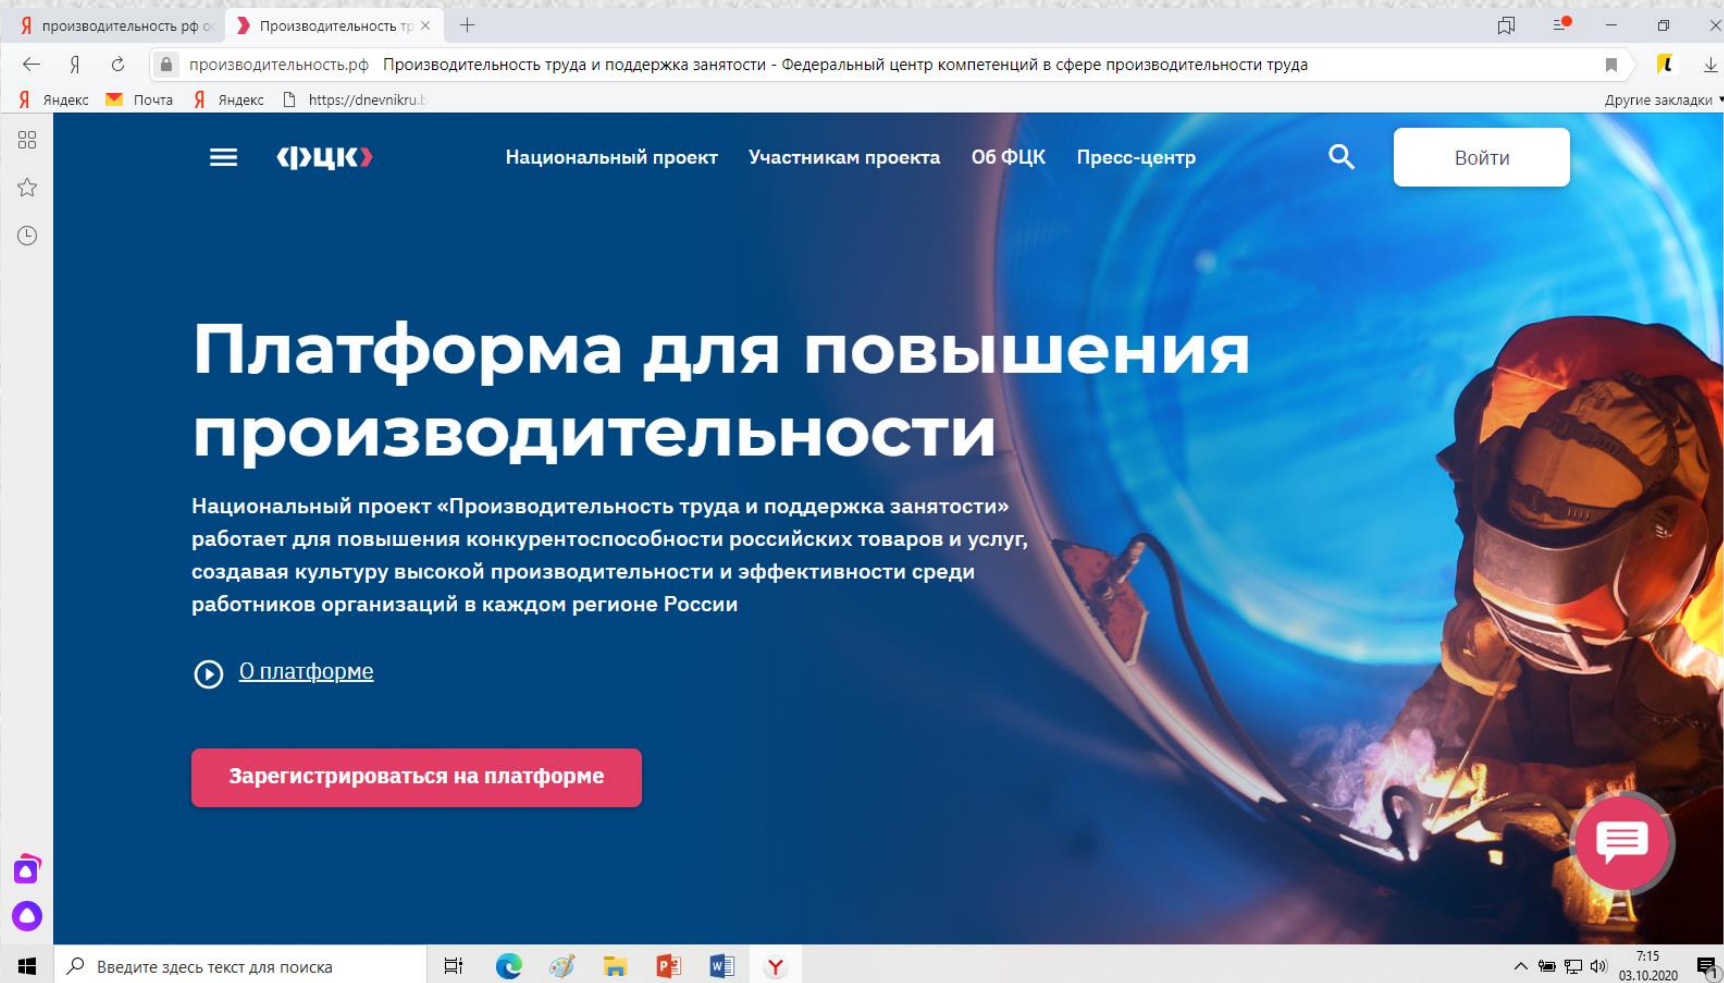 производительность рф
Производительность
производительность.рф Производительность труда и поддержка занятости - Федеральный центр компетенций в сфере производительности труда
Яндекс Почта Яндекс https://dnevnikru.
Другие закладки
ФЦК Национальный проект Участникам проекта Об ФЦК Пресс-центр Войти
Платформа для повышения
производительности
Национальный проект «Производительность труда и поддержка занятости»
работает для повышения конкурентоспособности российских товаров и услуг,
создавая культуру высокой производительности и эффективности среди
работников организаций в каждом регионе России
О платформе
Зарегистрироваться на платформе
Введите здесь текст для поиска
7:15
03.10.2020
1